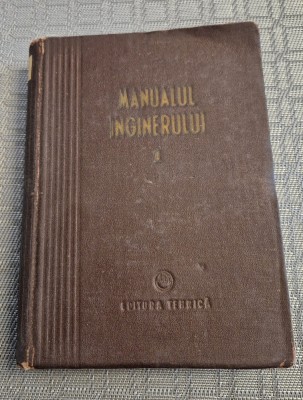 MANUALUL
INGINERULUI
I
EDITURA TEHNICĂ